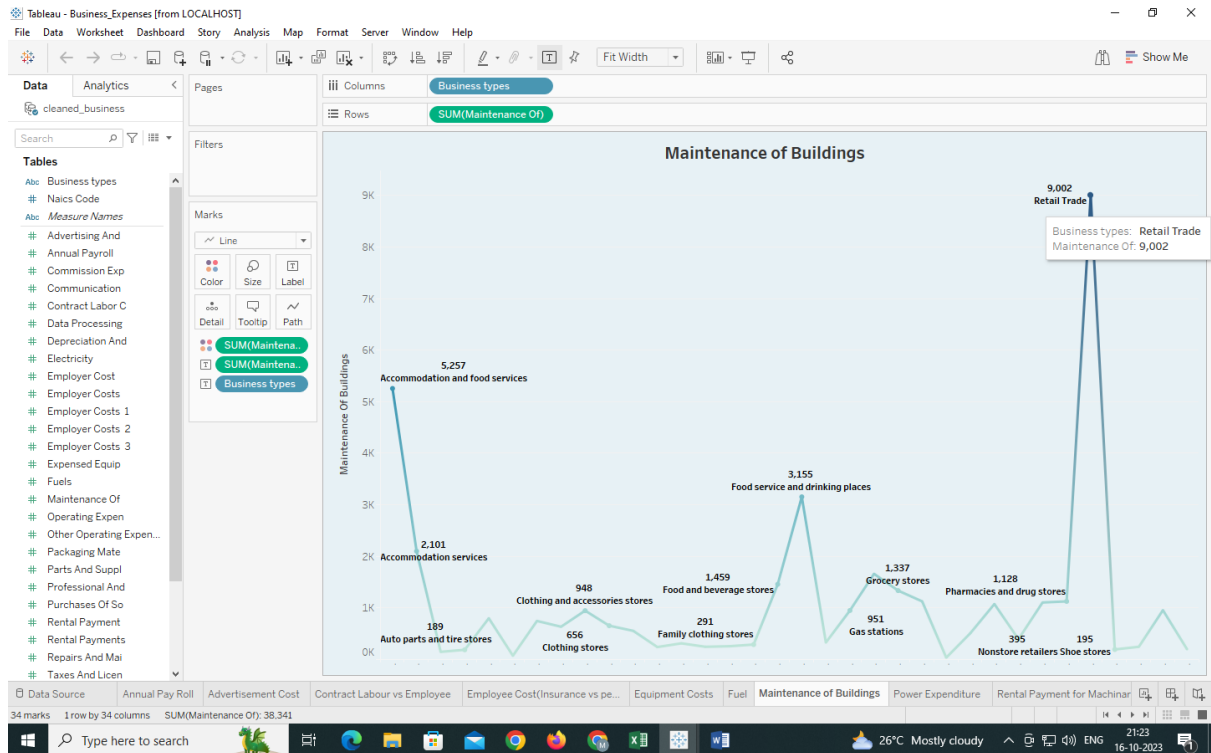 Tableau - Business_Expenses [from LOCALHOST]
File Data Worksheet Dashboard Story Analysis Map Format Server Window Help
Fit Width
Show Me
Data Analytics
cleaned_business
Search
Tables
Abc Business types
# Naics Code
Abc Measure Names
# Advertising And
# Annual Payroll
# Commission Exp
# Communication
# Contract Labor C
# Data Processing
# Depreciation And
# Electricity
# Employer Cost
# Employer Costs
# Employer Costs 1
# Employer Costs 2
# Employer Costs 3
# Expensed Equip
# Fuels
# Maintenance Of
# Operating Expen
# Other Operating Expen...
# Packaging Mate
# Parts And Suppl
# Professional And
# Purchases Of So
# Rental Payment
# Rental Payments
# Repairs And Mai
# Taxes And Licen
Pages
Filters
Marks
Line
Color Size Label
Detail Tooltip Path
SUM(Maintena..
SUM(Maintena..
Business types
Columns Business types
Rows SUM(Maintenance Of)
Maintenance of Buildings
Maintenance Of Buildings
9K
8K
7K
6K
5K
4K
3K
2K
1K
0K
5,257
Accommodation and food services
2,101
Accommodation services
189
Auto parts and tire stores
948
Clothing and accessories stores
656
Clothing stores
291
Family clothing stores
1,459
Food and beverage stores
3,155
Food service and drinking places
951
Gas stations
1,337
Grocery stores
395
Nonstore retailers
1,128
Pharmacies and drug stores
9,002
Retail Trade
195
Shoe stores
Business types: Retail Trade
Maintenance Of: 9,002
Data Source Annual Pay Roll Advertisement Cost Contract Labour vs Employee Employee Cost(Insurance vs pe... Equipment Costs Fuel Maintenance of Buildings Power Expenditure Rental Payment for Machinar
34 marks 1 row by 34 columns SUM(Maintenance Of): 38,341
Type here to search
26°C Mostly cloudy ENG
21:23
16-10-2023